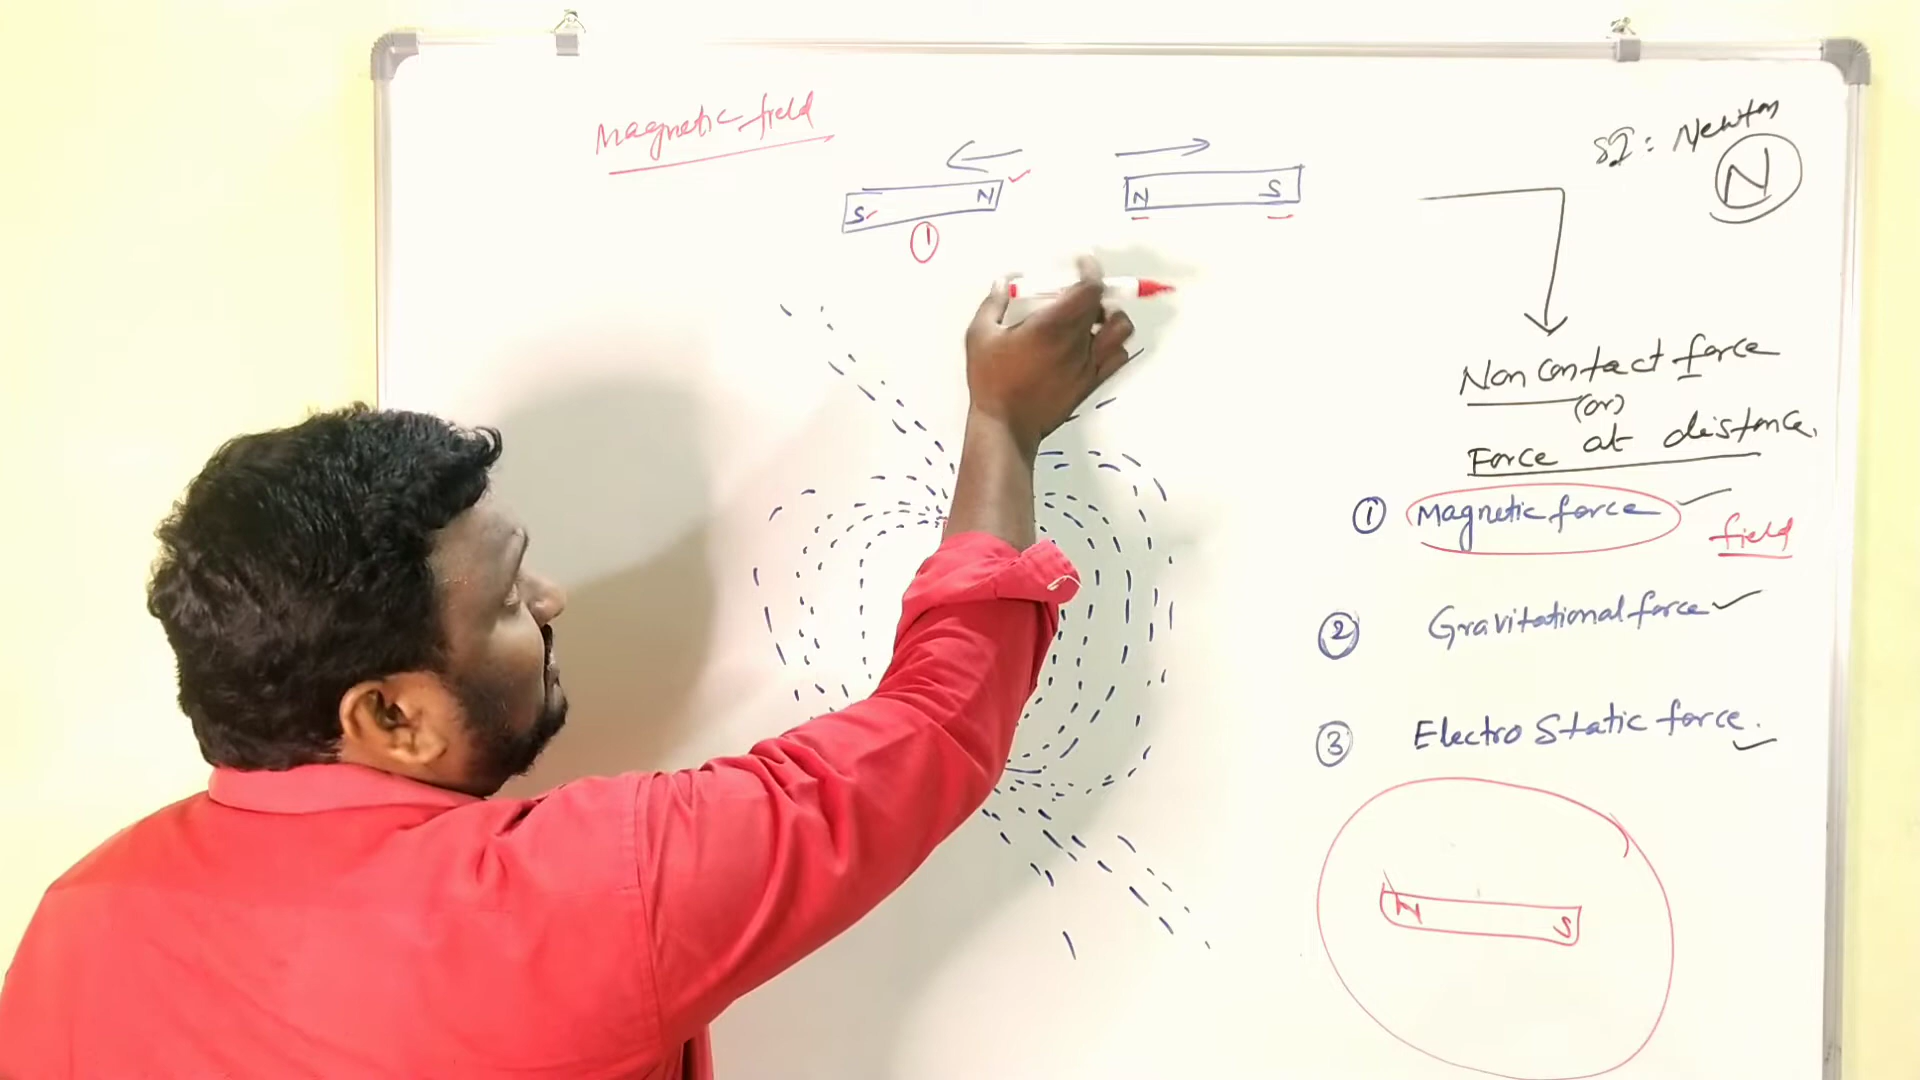 Magnetic field
SI: Newton
N
S N
N S
1
Non Contact force
(or)
Force at distance.
1 Magnetic force
field
2 Gravitational force
3 Electro Static force.
N S